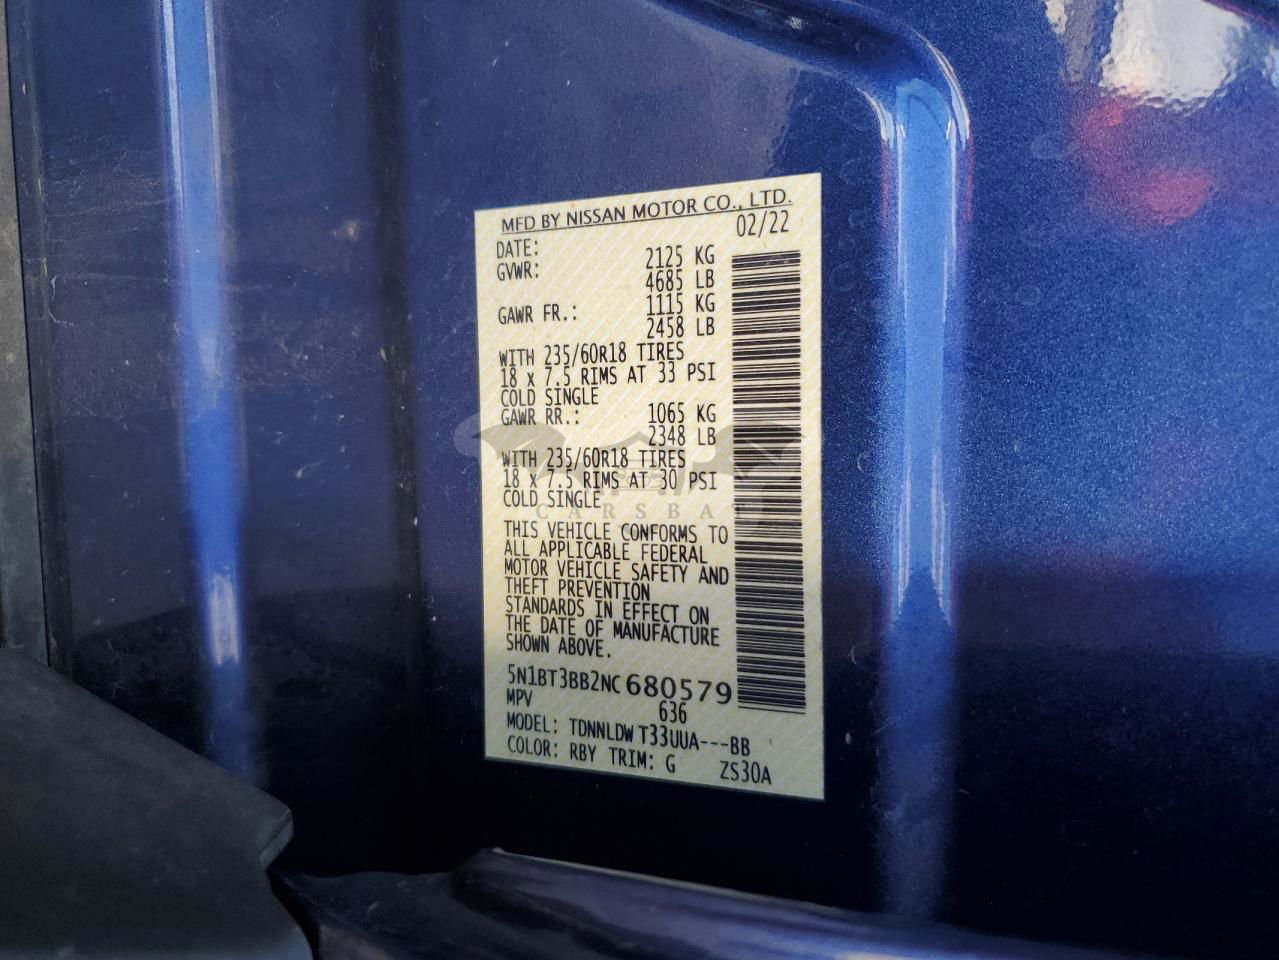 MFD BY NISSAN MOTOR CO., LTD.
DATE: 02/22
GVWR: 2125 KG
4685 LB
GAWR FR.: 1115 KG
2458 LB
WITH 235/60R18 TIRES
18 x 7.5 RIMS AT 33 PSI
COLD SINGLE
GAWR RR.: 1065 KG
2348 LB
WITH 235/60R18 TIRES
18 x 7.5 RIMS AT 30 PSI
COLD SINGLE
CARSBAT
THIS VEHICLE CONFORMS TO
ALL APPLICABLE FEDERAL
MOTOR VEHICLE SAFETY AND
THEFT PREVENTION
STANDARDS IN EFFECT ON
THE DATE OF MANUFACTURE
SHOWN ABOVE.
5N1BT3BB2NC680579
MPV 636
MODEL: TDNNLDW T33UUA---BB
COLOR: RBY TRIM: G ZS30A